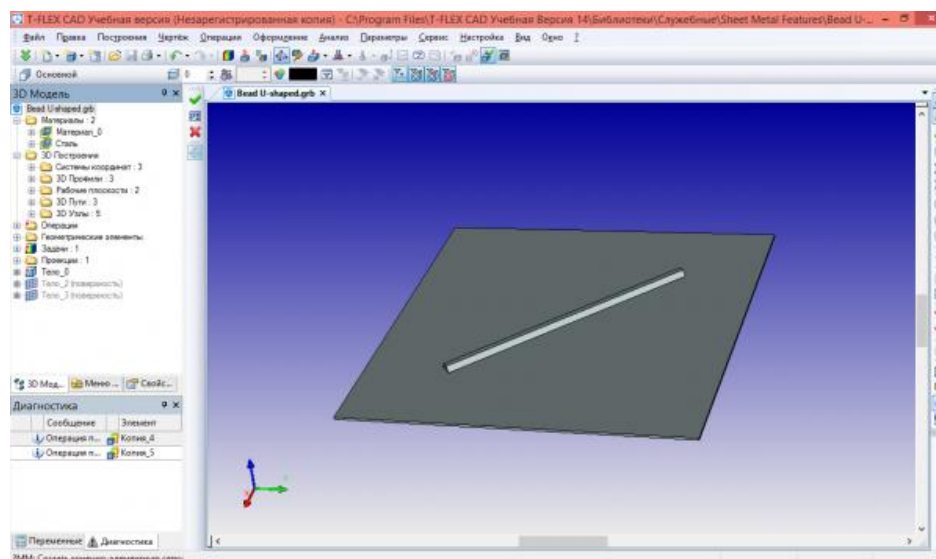 T-FLEX CAD Учебная версия (Незарегистрированная копия) - C:\Program Files\T-FLEX CAD Учебная Версия 14\Библиотеки\Служебные\Sheet Metal Features\Bead U-...
Файл Правка Построения Чертёж Операции Оформление Анализ Параметры Сервис Настройка Вид Окно ?
Основной 0
3D Модель
Bead U-shaped.grb
Bead U-shaped.grb
Материалы : 2
Материал_0
Сталь
3D Построения
Системы координат : 3
3D Профили : 3
Рабочие плоскости : 2
3D Пути : 3
3D Узлы : 5
Операции
Геометрические элементы
Задачи : 1
Проекции : 1
Тело_0
Тело_2 (поверхность)
Тело_3 (поверхность)
3D Мод... Меню ... Свойс...
Диагностика
Сообщение Элемент
Операция п... Копия_4
Операция п... Копия_5
Переменные Диагностика